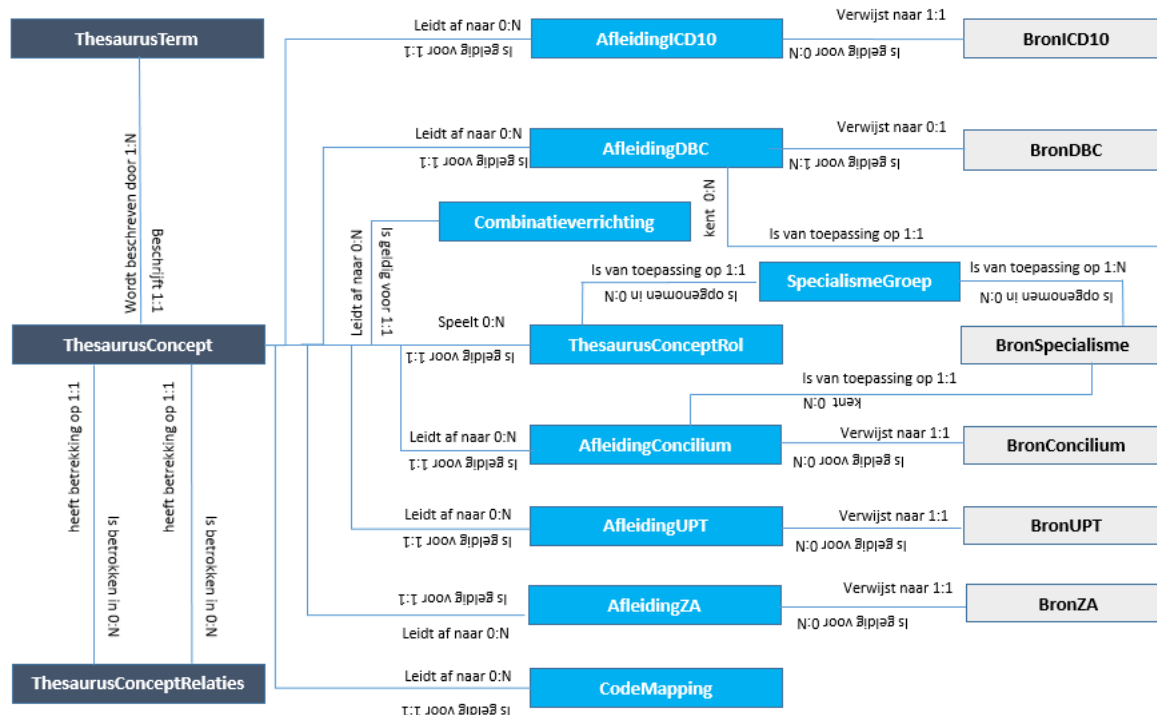 ThesaurusTerm
Leidt af naar 0:N
Is geldig voor 1:1
AfleidingICD10
Verwijst naar 1:1
Is geldig voor 0:N
BronICD10
Wordt beschreven door 1:N
Beschrijft 1:1
Leidt af naar 0:N
Is geldig voor 1:1
AfleidingDBC
Verwijst naar 0:1
Is geldig voor 1:N
BronDBC
kent 0:N
Is van toepassing op 1:1
Leidt af naar 0:N
Is geldig voor 1:1
Combinatieverrichting
Is van toepassing op 1:1
Is opgenomen in 0:N
SpecialismeGroep
Is van toepassing op 1:N
Is opgenomen in 0:N
ThesaurusConcept
Speelt 0:N
Is geldig voor 1:1
ThesaurusConceptRol
BronSpecialisme
Is van toepassing op 1:1
kent 0:N
heeft betrekking op 1:1
Is betrokken in 0:N
heeft betrekking op 1:1
Is betrokken in 0:N
Leidt af naar 0:N
Is geldig voor 1:1
AfleidingConcilium
Verwijst naar 1:1
Is geldig voor 0:N
BronConcilium
Leidt af naar 0:N
Is geldig voor 1:1
AfleidingUPT
Verwijst naar 1:1
Is geldig voor 0:N
BronUPT
Is geldig voor 1:1
Leidt af naar 0:N
AfleidingZA
Verwijst naar 1:1
Is geldig voor 0:N
BronZA
ThesaurusConceptRelaties
Leidt af naar 0:N
Is geldig voor 1:1
CodeMapping